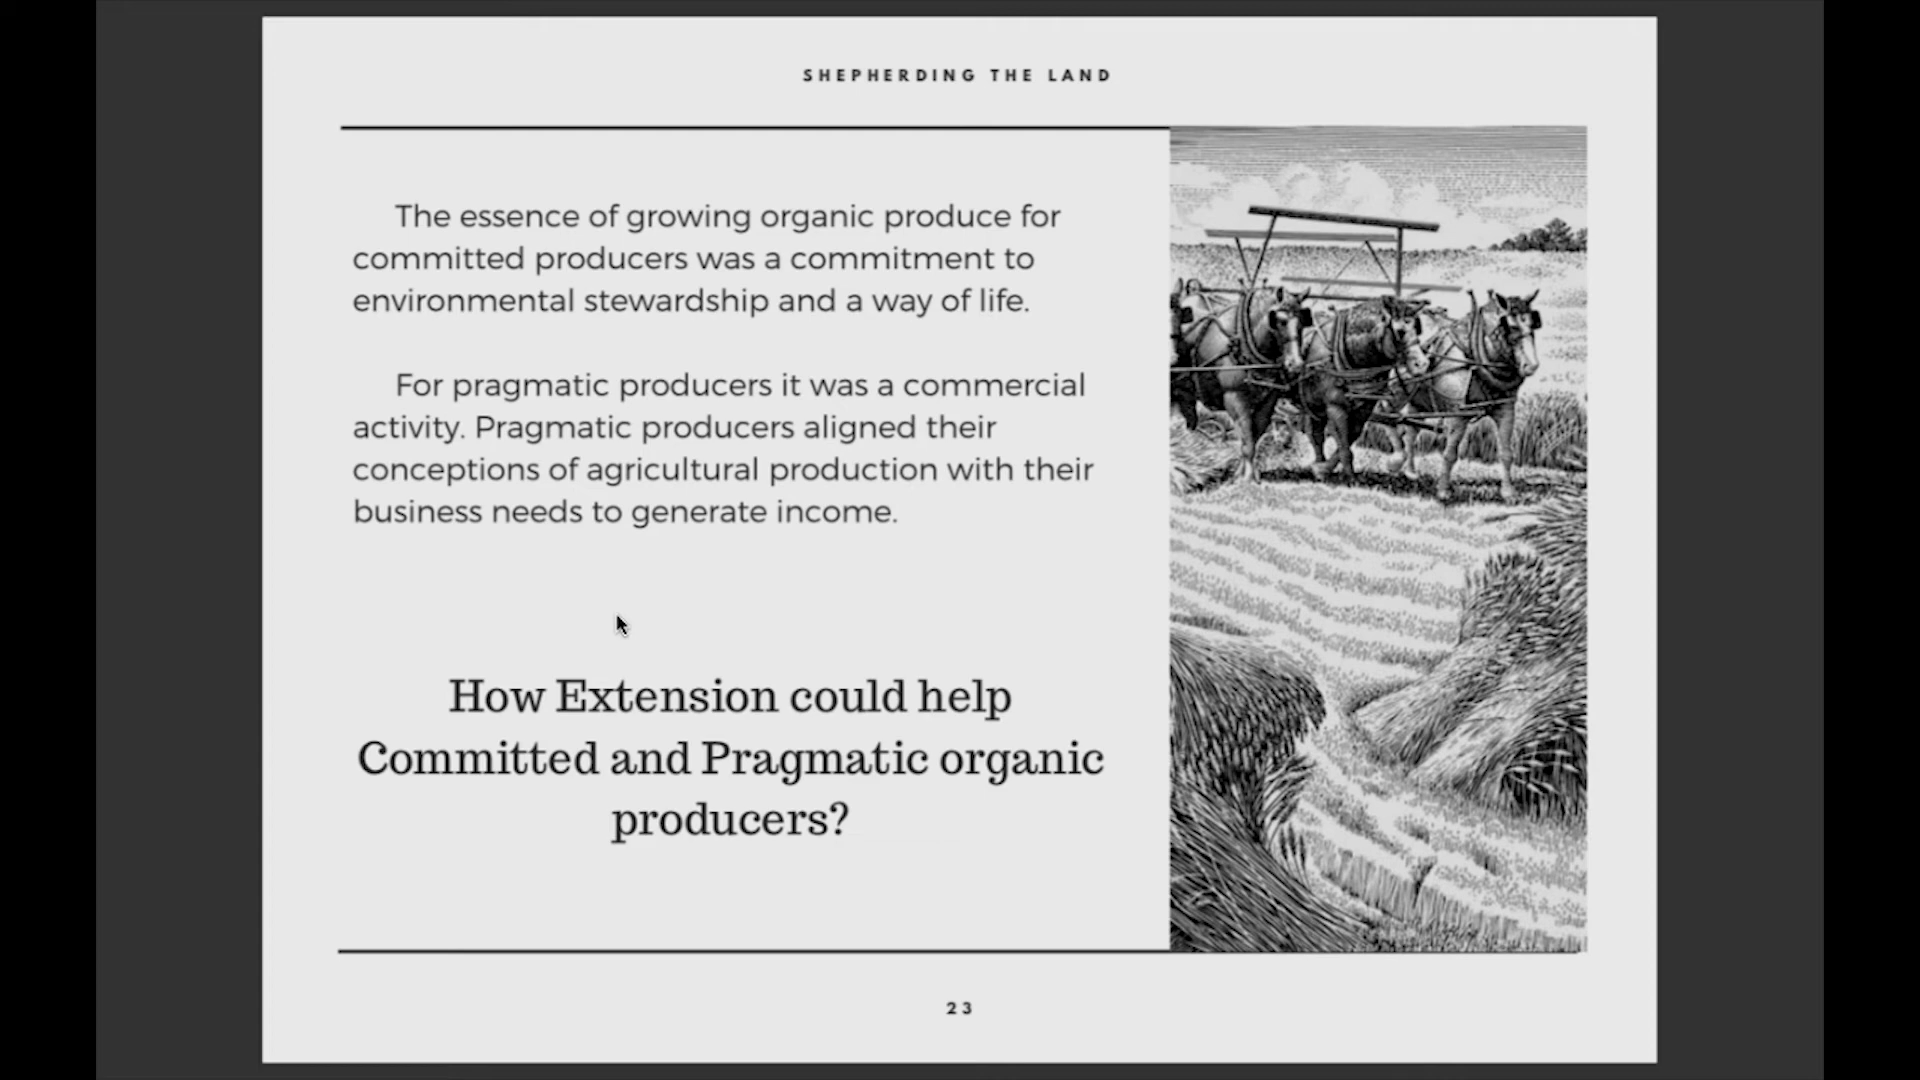 SHEPHERDING THE LAND
The essence of growing organic produce for
committed producers was a commitment to
environmental stewardship and a way of life.
For pragmatic producers it was a commercial
activity. Pragmatic producers aligned their
conceptions of agricultural production with their
business needs to generate income.
How Extension could help
Committed and Pragmatic organic
producers?
23